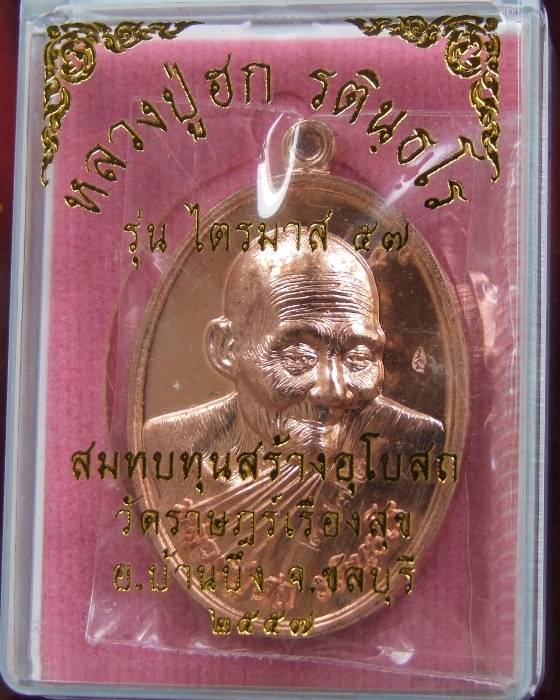 หลวงปู่ฮก รตินฺธโร
รุ่น ไตรมาส ๕๗
สมทบทุนสร้างอุโบสถ
วัดราษฎร์เรืองสุข
อ.บ้านบึง จ.ชลบุรี
๒๕๕๗